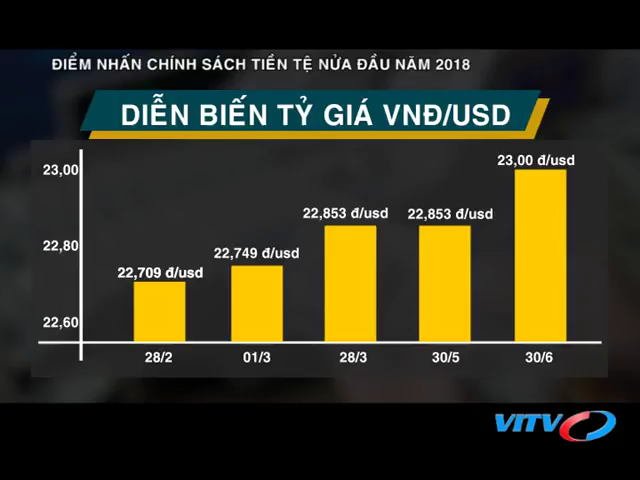 ĐIỂM NHẤN CHÍNH SÁCH TIỀN TỆ NỬA ĐẦU NĂM 2018
DIỄN BIẾN TỶ GIÁ VNĐ/USD
23,00
22,80
22,60
22,709 đ/usd
22,749 đ/usd
22,853 đ/usd
22,853 đ/usd
23,00 đ/usd
28/2
01/3
28/3
30/5
30/6
VITV